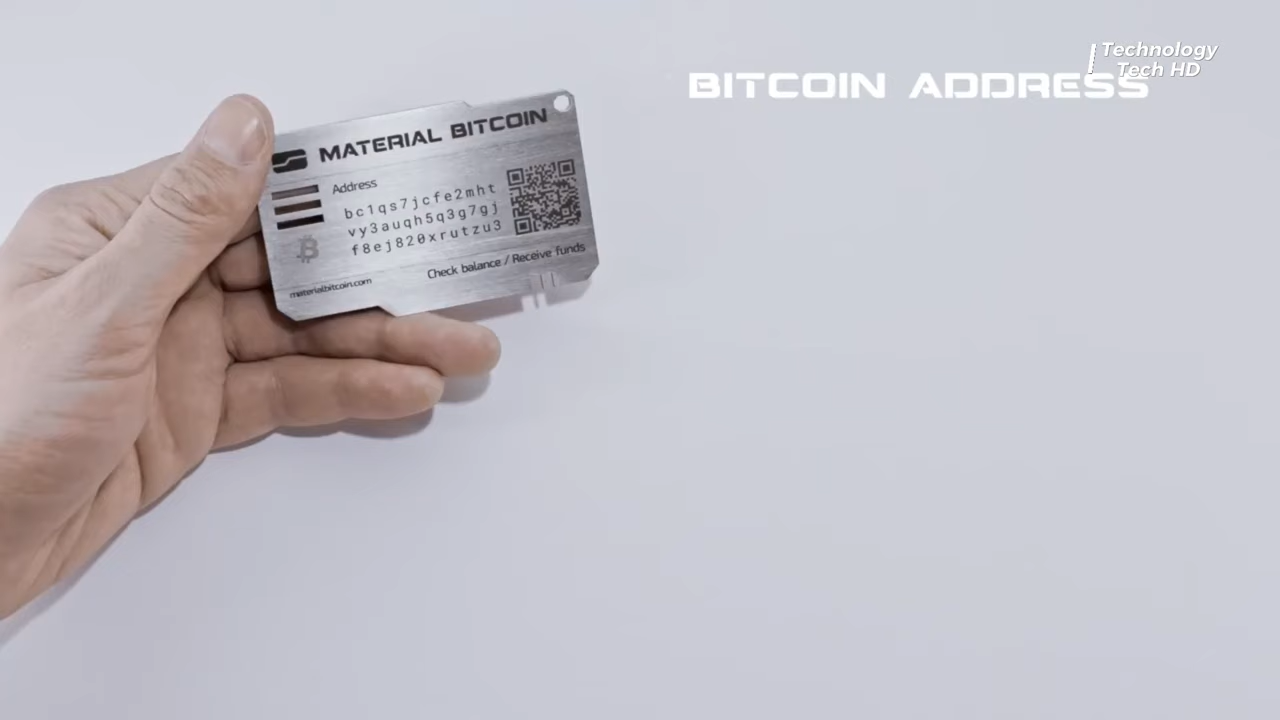 Technology
Tech HD
BITCOIN ADDRESS
MATERIAL BITCOIN
Address
bc1qs7jcfe2mht
vy3auqh5q3g7gj
f8ej820xrutzu3
Check balance / Receive funds
materialbitcoin.com